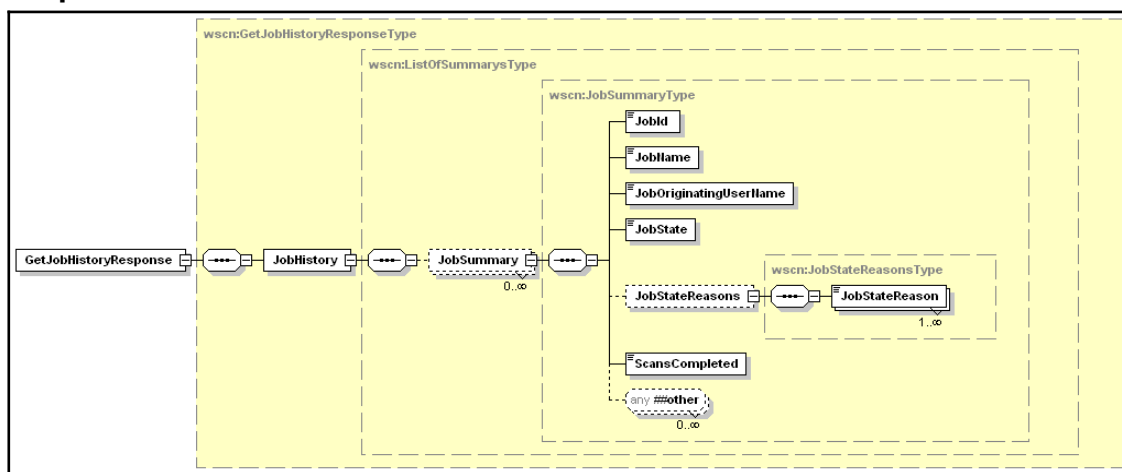 wscn:GetJobHistoryResponseType
wscn:ListOfSummarysType
wscn:JobSummaryType
JobId
JobName
JobOriginatingUserName
JobState
GetJobHistoryResponse
JobHistory
JobSummary
0..∞
wscn:JobStateReasonsType
JobStateReasons
JobStateReason
1..∞
ScansCompleted
any ##other
0..∞